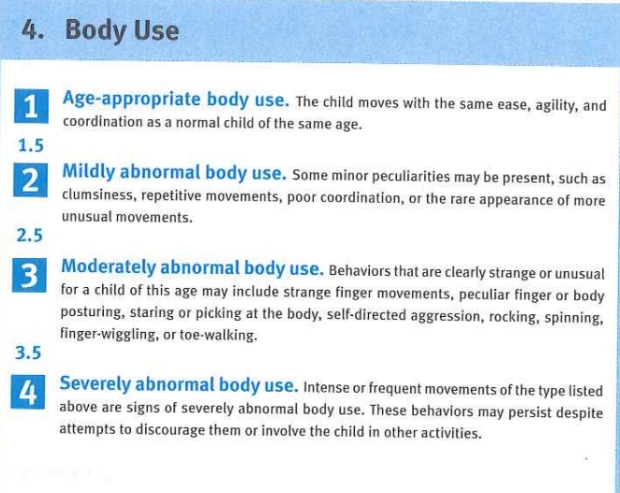 4. Body Use
1 Age-appropriate body use. The child moves with the same ease, agility, and
coordination as a normal child of the same age.
1.5
2 Mildly abnormal body use. Some minor peculiarities may be present, such as
clumsiness, repetitive movements, poor coordination, or the rare appearance of more
unusual movements.
2.5
3 Moderately abnormal body use. Behaviors that are clearly strange or unusual
for a child of this age may include strange finger movements, peculiar finger or body
posturing, staring or picking at the body, self-directed aggression, rocking, spinning,
finger-wiggling, or toe-walking.
3.5
4 Severely abnormal body use. Intense or frequent movements of the type listed
above are signs of severely abnormal body use. These behaviors may persist despite
attempts to discourage them or involve the child in other activities.